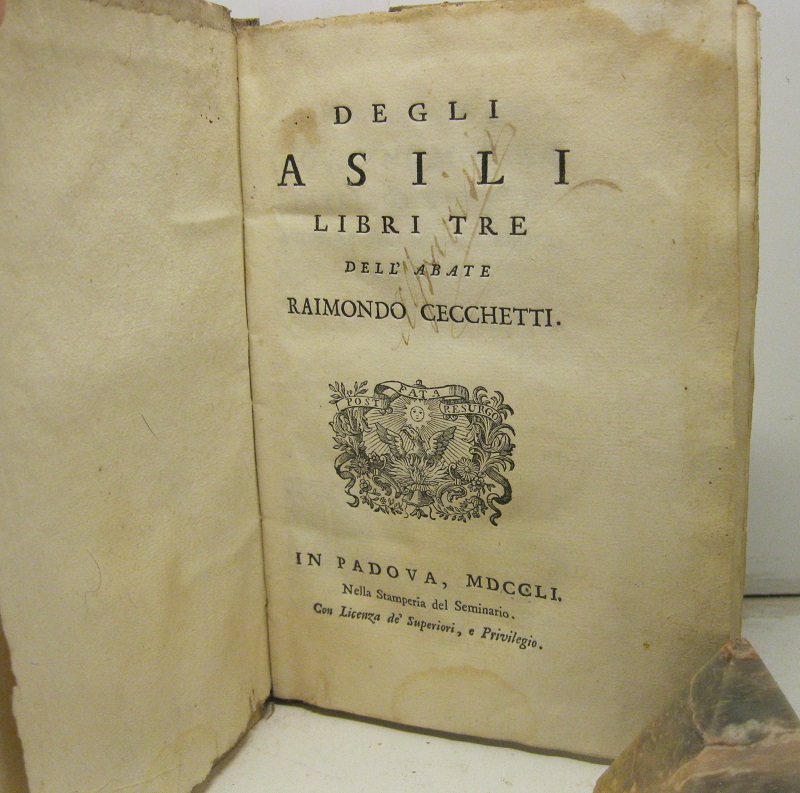 DEGLI
ASILI
LIBRI TRE
DELL' ABATE
RAIMONDO CECCHETTI.
POST FATA RESURGO
IN PADOVA, MDCCLI.
Nella Stamperia del Seminario.
Con Licenza de' Superiori, e Privilegio.